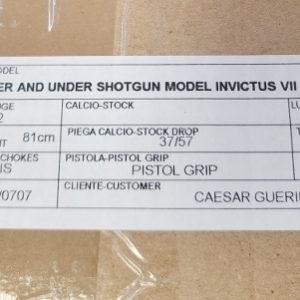 ODEL
ER AND UNDER SHOTGUN MODEL INVICTUS VII
GE CALCIO-STOCK LU
2
81cm PIEGA CALCIO-STOCK DROP T
37/57
CHOKES PISTOLA-PISTOL GRIP
IS PISTOL GRIP
/0707 CLIENTE-CUSTOMER
CAESAR GUERI